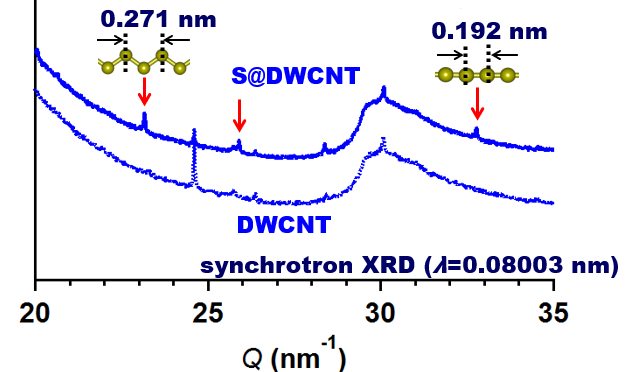 0.271 nm
0.192 nm
S@DWCNT
DWCNT
synchrotron XRD (λ=0.08003 nm)
20 25 30 35
Q (nm⁻¹)